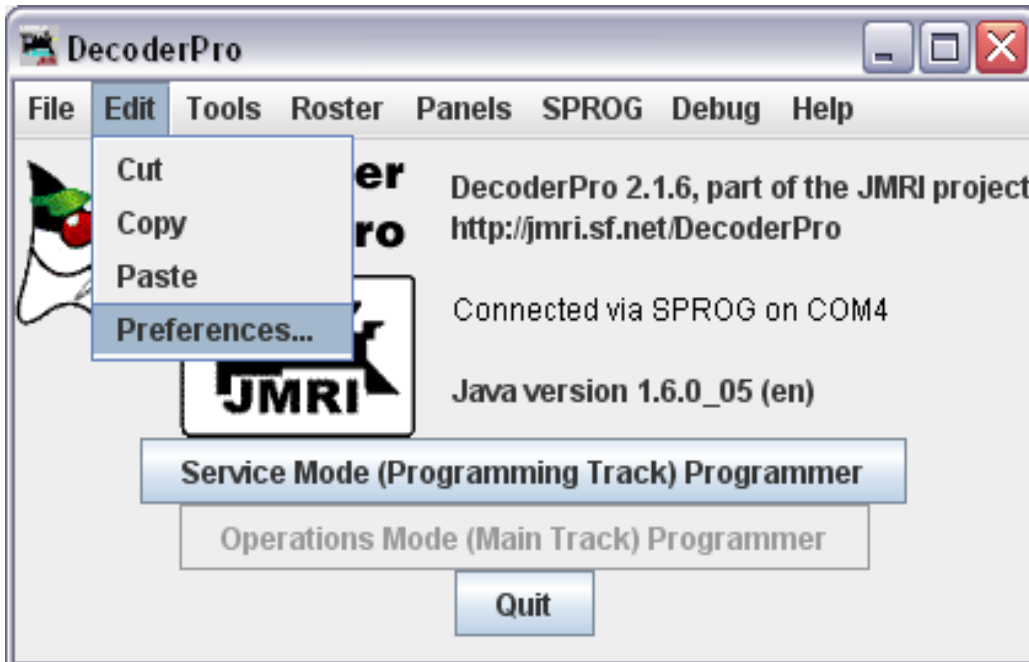 DecoderPro
File Edit Tools Roster Panels SPROG Debug Help
Cut
Copy
Paste
Preferences...
er
ro
DecoderPro 2.1.6, part of the JMRI project
http://jmri.sf.net/DecoderPro
Connected via SPROG on COM4
JMRI
Java version 1.6.0_05 (en)
Service Mode (Programming Track) Programmer
Operations Mode (Main Track) Programmer
Quit